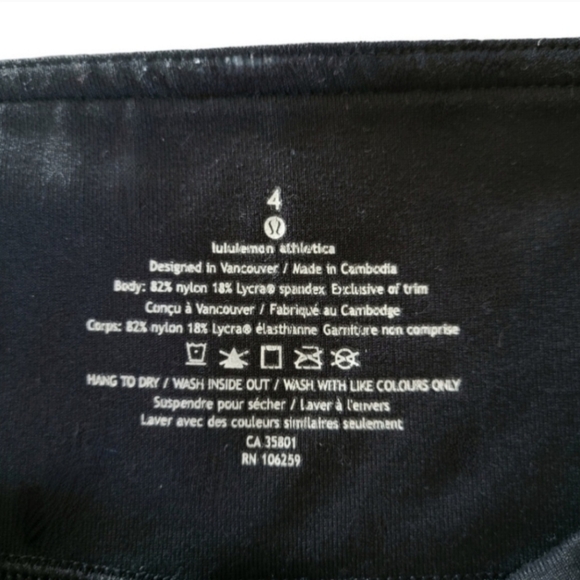 4
lululemon athletica
Designed in Vancouver / Made in Cambodia
Body: 82% nylon 18% Lycra® spandex Exclusive of trim
Conçu à Vancouver / Fabriqué au Cambodge
Corps: 82% nylon 18% Lycra® élasthanne Garniture non comprise
HANG TO DRY / WASH INSIDE OUT / WASH WITH LIKE COLOURS ONLY
Suspendre pour sécher / Laver à l'envers
Laver avec des couleurs similaires seulement
CA 35801
RN 106259